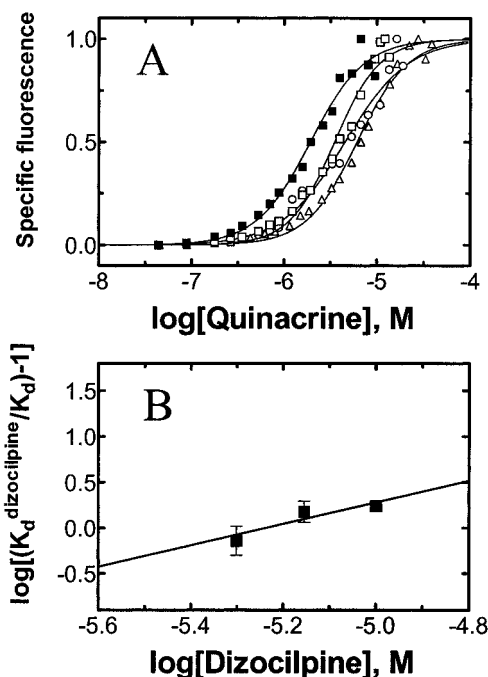 A
Specific fluorescence
1.0
0.5
0.0
-8 -7 -6 -5 -4
log[Quinacrine], M
B
log[(K_d^dizocilpine/K_d)-1]
1.5
1.0
0.5
0.0
-0.5
-5.6 -5.4 -5.2 -5.0 -4.8
log[Dizocilpine], M